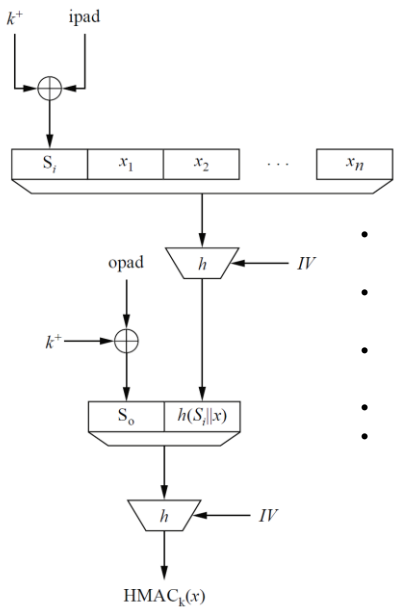 k⁺ ipad
Sᵢ x₁ x₂ ... xₙ
h IV
opad
k⁺
Sₒ h(Sᵢ||x)
h IV
HMACₖ(x)